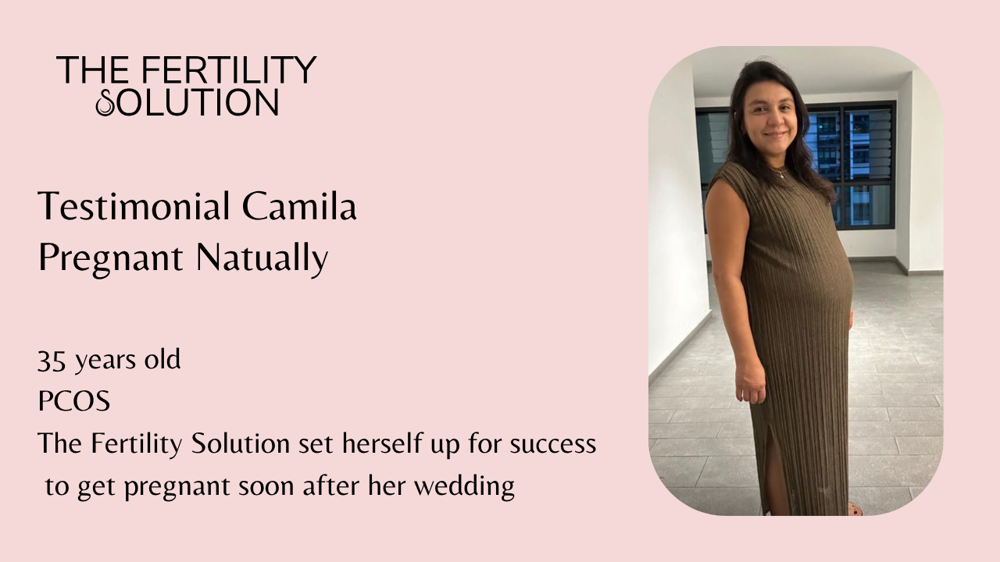 THE FERTILITY
SOLUTION
Testimonial Camila
Pregnant Natually
35 years old
PCOS
The Fertility Solution set herself up for success
to get pregnant soon after her wedding